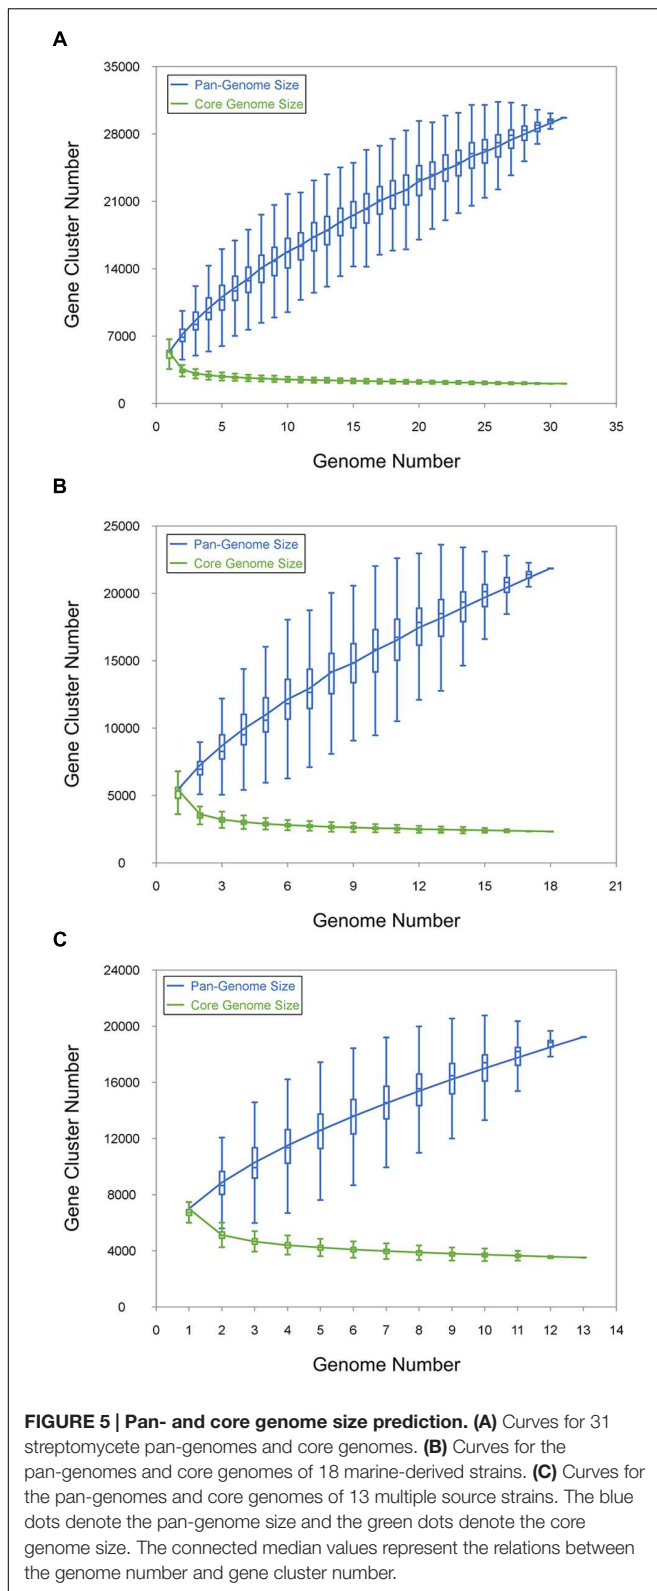 A
35000
Pan-Genome Size
Core Genome Size
28000
21000
14000
7000
0
Gene Cluster Number
0 5 10 15 20 25 30 35
Genome Number
B
25000
Pan-Genome Size
Core Genome Size
20000
15000
10000
5000
0
Gene Cluster Number
0 3 6 9 12 15 18 21
Genome Number
C
24000
Pan-Genome Size
Core Genome Size
20000
16000
12000
8000
4000
0
Gene Cluster Number
0 1 2 3 4 5 6 7 8 9 10 11 12 13 14
Genome Number
FIGURE 5 | Pan- and core genome size prediction. (A) Curves for 31
streptomycete pan-genomes and core genomes. (B) Curves for the
pan-genomes and core genomes of 18 marine-derived strains. (C) Curves for
the pan-genomes and core genomes of 13 multiple source strains. The blue
dots denote the pan-genome size and the green dots denote the core
genome size. The connected median values represent the relations between
the genome number and gene cluster number.